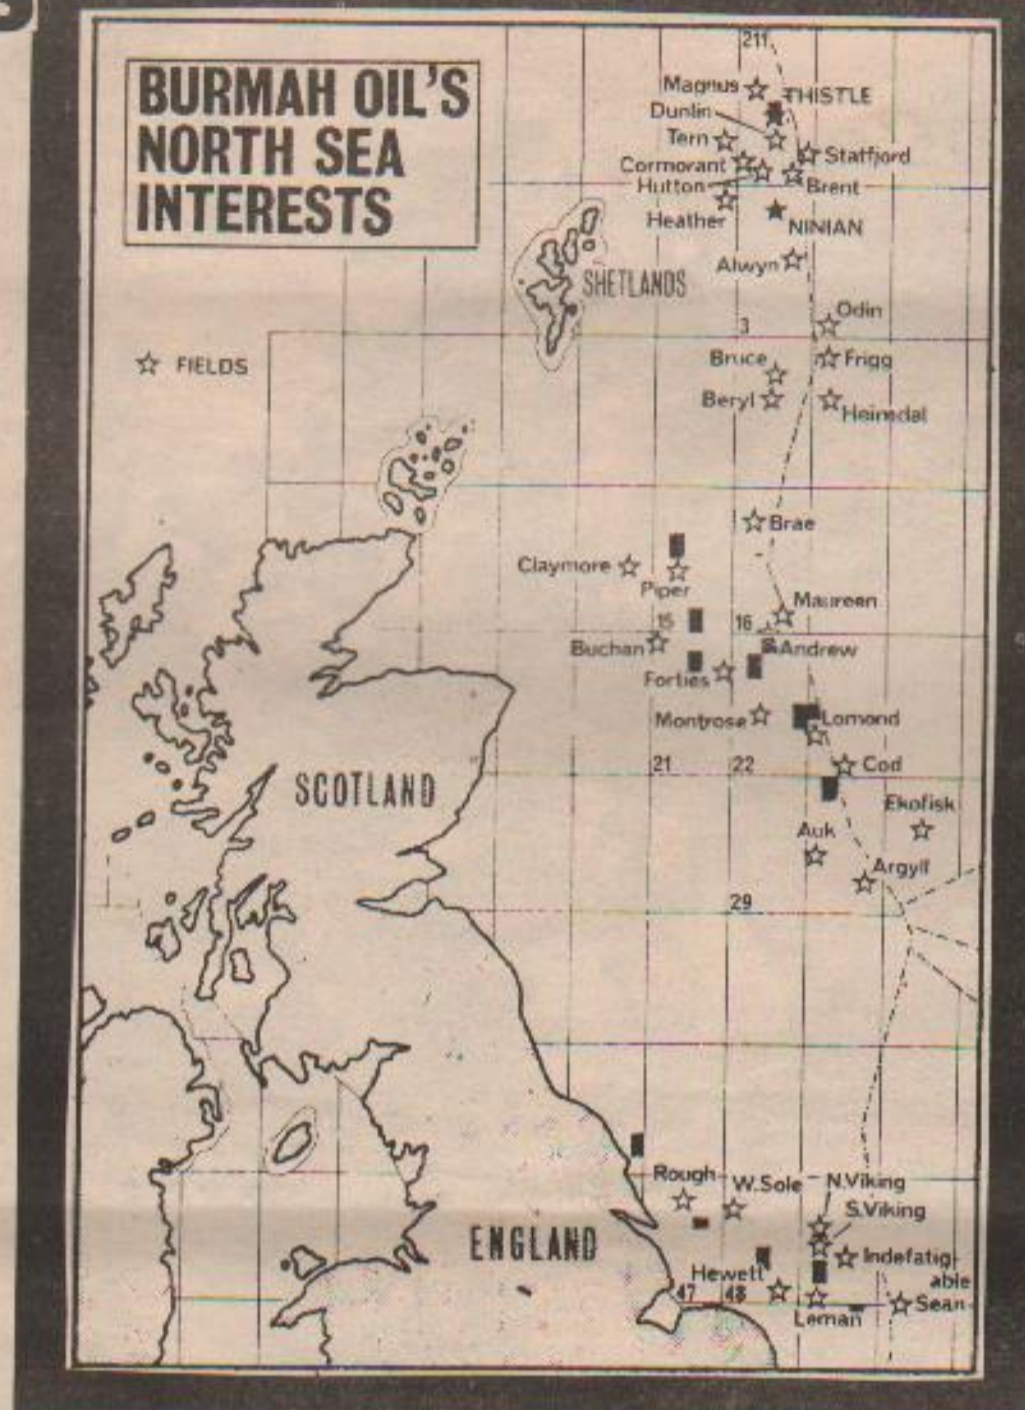 S
BURMAH OIL'S
NORTH SEA
INTERESTS
211
Magnus
THISTLE
Dunlin
Tern
Statfjord
Cormorant
Hutton
Brent
Heather
NINIAN
Alwyn
SHETLANDS
Odin
3
FIELDS
Bruce
Frigg
Beryl
Heimdal
Brae
Claymore
Piper
Maureen
15
16
Buchan
Andrew
Forties
Montrose
Lomond
21
22
Cod
SCOTLAND
Ekofisk
Auk
Argyll
29
Rough
W.Sole
N.Viking
S.Viking
ENGLAND
Indefatig-
able
Hewett
47
48
Sean
Leman